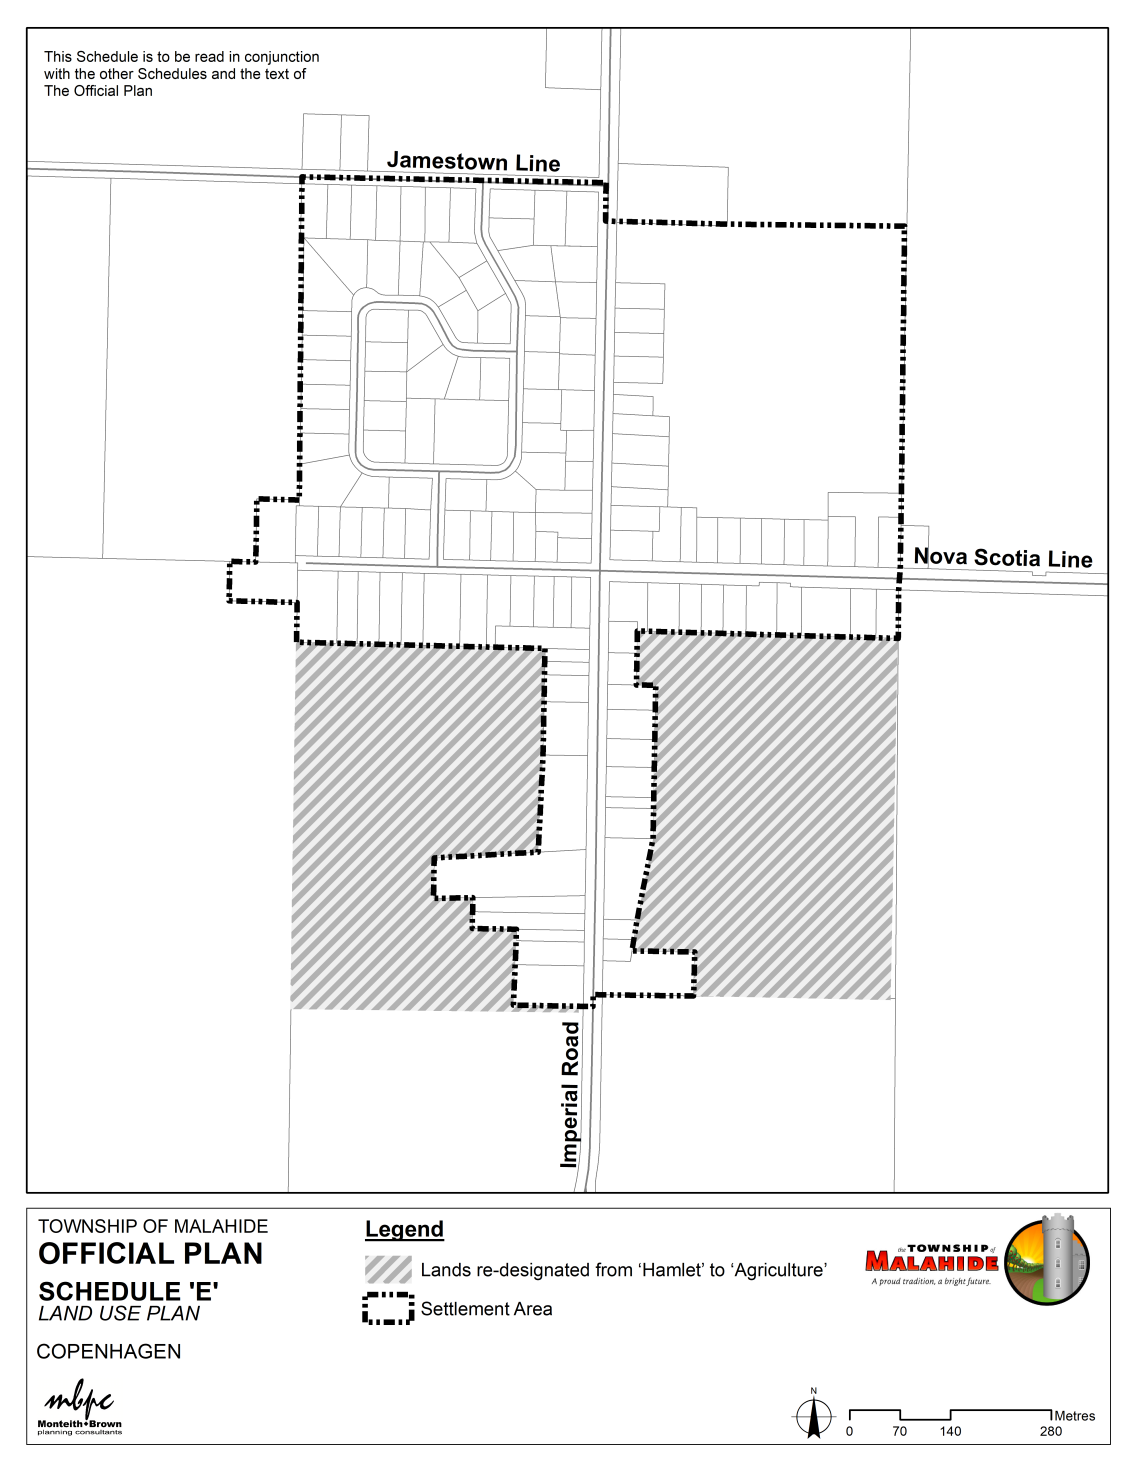 This Schedule is to be read in conjunction
with the other Schedules and the text of
The Official Plan
Jamestown Line
Nova Scotia Line
Imperial Road
TOWNSHIP OF MALAHIDE
OFFICIAL PLAN
SCHEDULE 'E'
LAND USE PLAN
COPENHAGEN
mbpc
Monteith+Brown
planning consultants
Legend
Lands re-designated from ‘Hamlet’ to ‘Agriculture’
Settlement Area
the TOWNSHIP of
MALAHIDE
A proud tradition, a bright future.
N
Metres
0 70 140 280